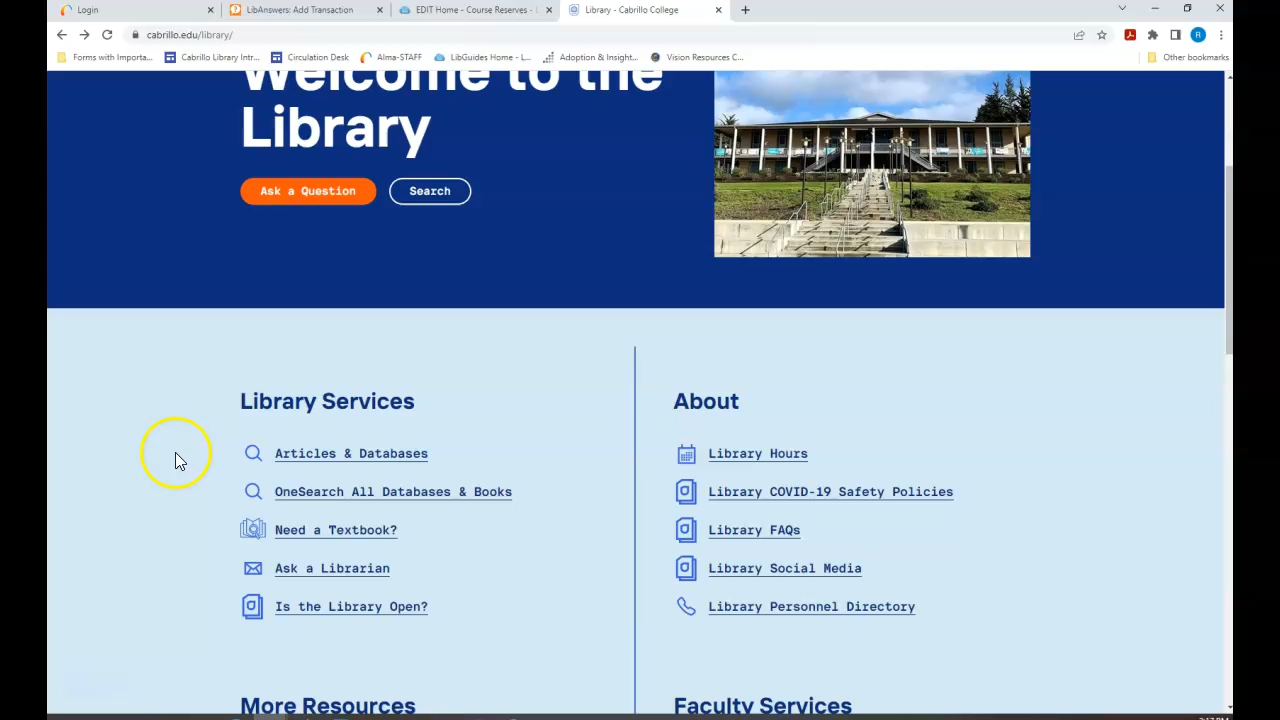 Login
LibAnswers: Add Transaction
EDIT Home - Course Reserves - L
Library - Cabrillo College
cabrillo.edu/library/
R
Forms with Importa...
Cabrillo Library Intr...
Circulation Desk
Alma-STAFF
LibGuides Home - L...
Adoption & Insight...
Vision Resources C...
Other bookmarks
Welcome to the
Library
Ask a Question
Search
Library Services
Articles & Databases
OneSearch All Databases & Books
Need a Textbook?
Ask a Librarian
Is the Library Open?
About
Library Hours
Library COVID-19 Safety Policies
Library FAQs
Library Social Media
Library Personnel Directory
More Resources
Faculty Services